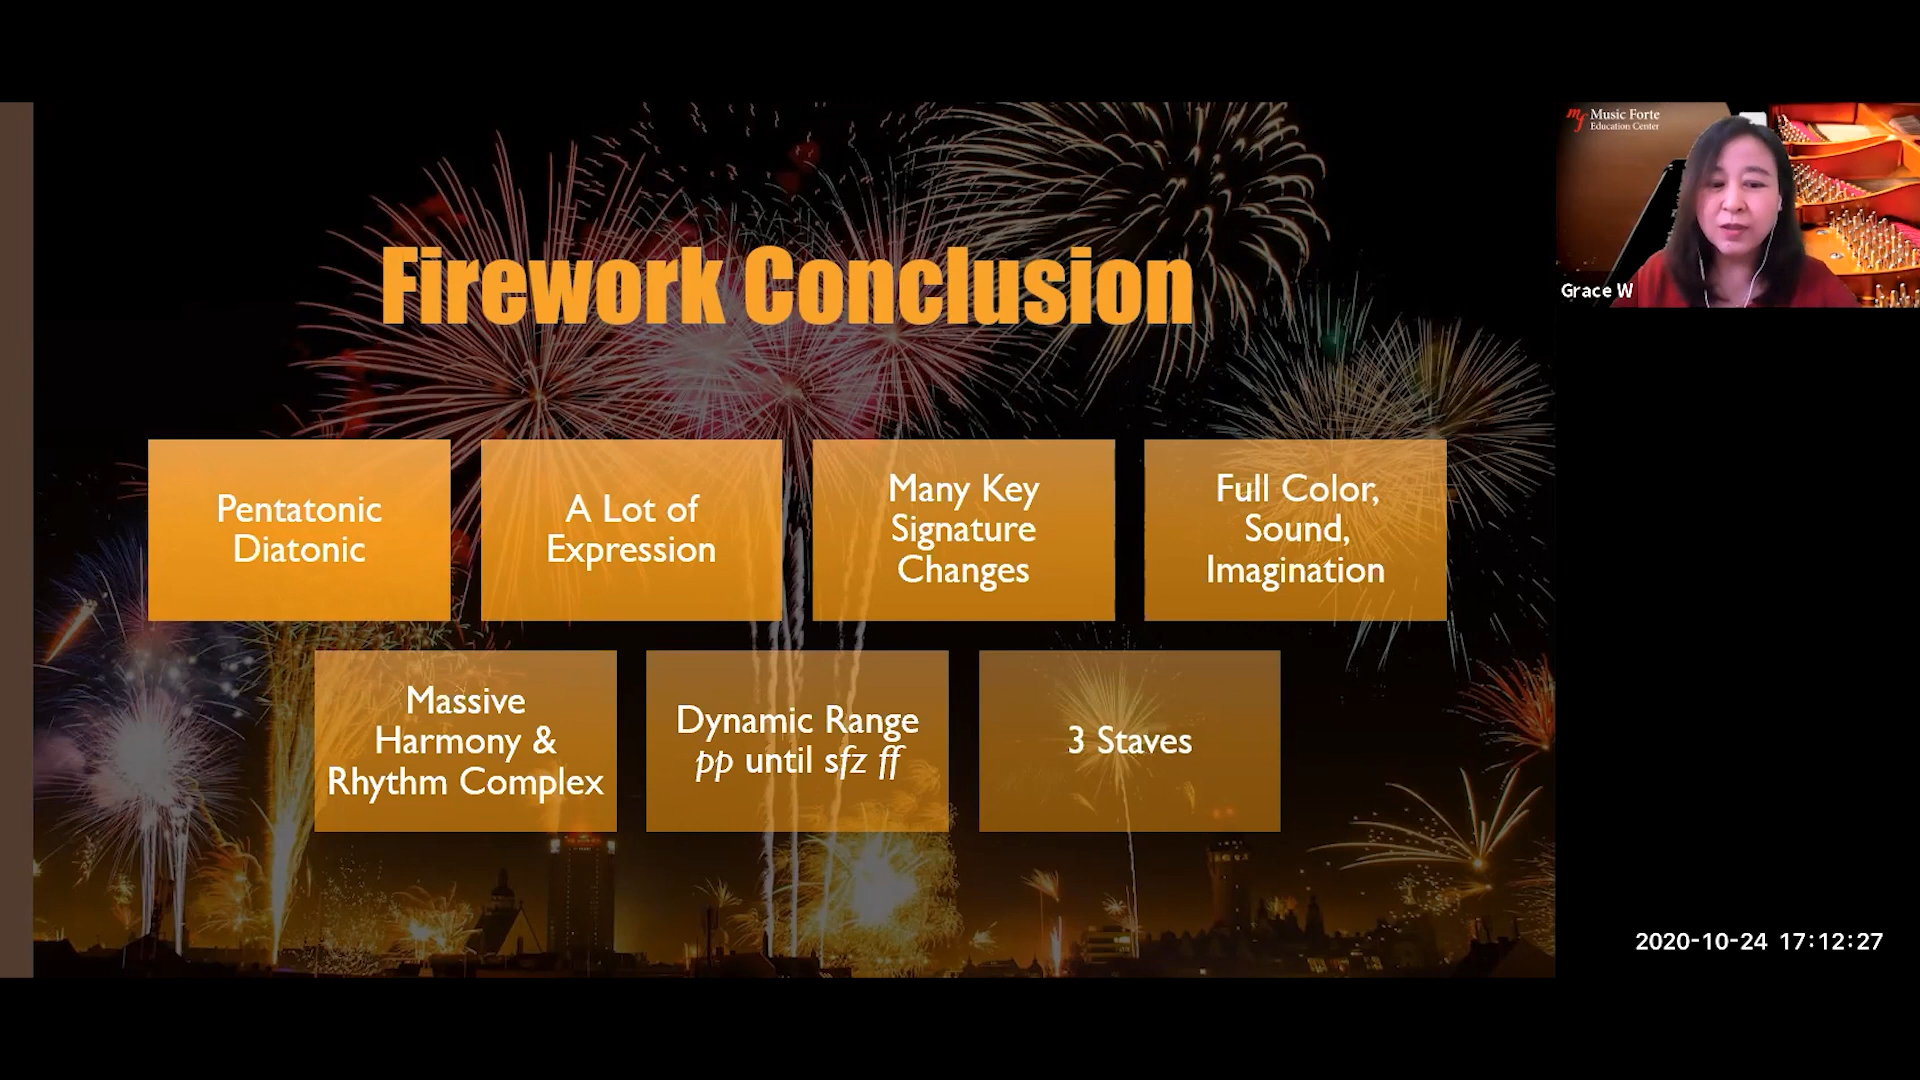 Firework Conclusion
Pentatonic
Diatonic
A Lot of
Expression
Many Key
Signature
Changes
Full Color,
Sound,
Imagination
Massive
Harmony &
Rhythm Complex
Dynamic Range
pp until sfz ff
3 Staves
mf Music Forte
Education Center
Grace W
2020-10-24 17:12:27